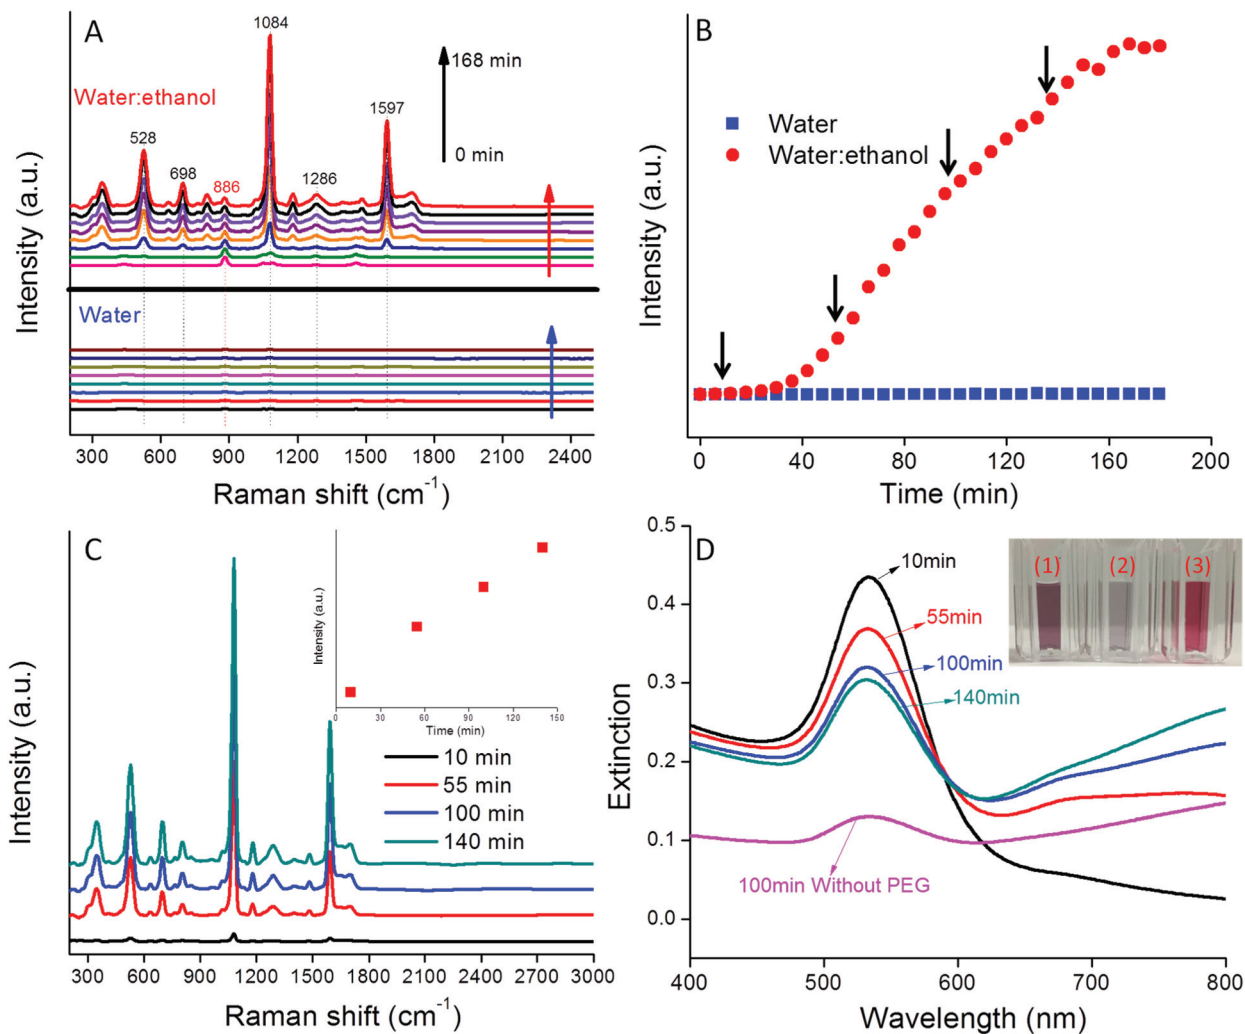 A
1084
168 min
Water:ethanol
1597
528
0 min
698
886
1286
Intensity (a.u.)
Water
300 600 900 1200 1500 1800 2100 2400
Raman shift (cm⁻¹)
B
Water
Water:ethanol
Intensity (a.u.)
0 40 80 120 160 200
Time (min)
C
Intensity (a.u.)
0 30 60 90 120 150
Time (min)
10 min
55 min
100 min
140 min
Intensity (a.u.)
300 600 900 1200 1500 1800 2100 2400 2700 3000
Raman shift (cm⁻¹)
D
0.5
0.4
0.3
0.2
0.1
0.0
Extinction
10min
55min
100min
140min
100min Without PEG
(1) (2) (3)
400 500 600 700 800
Wavelength (nm)